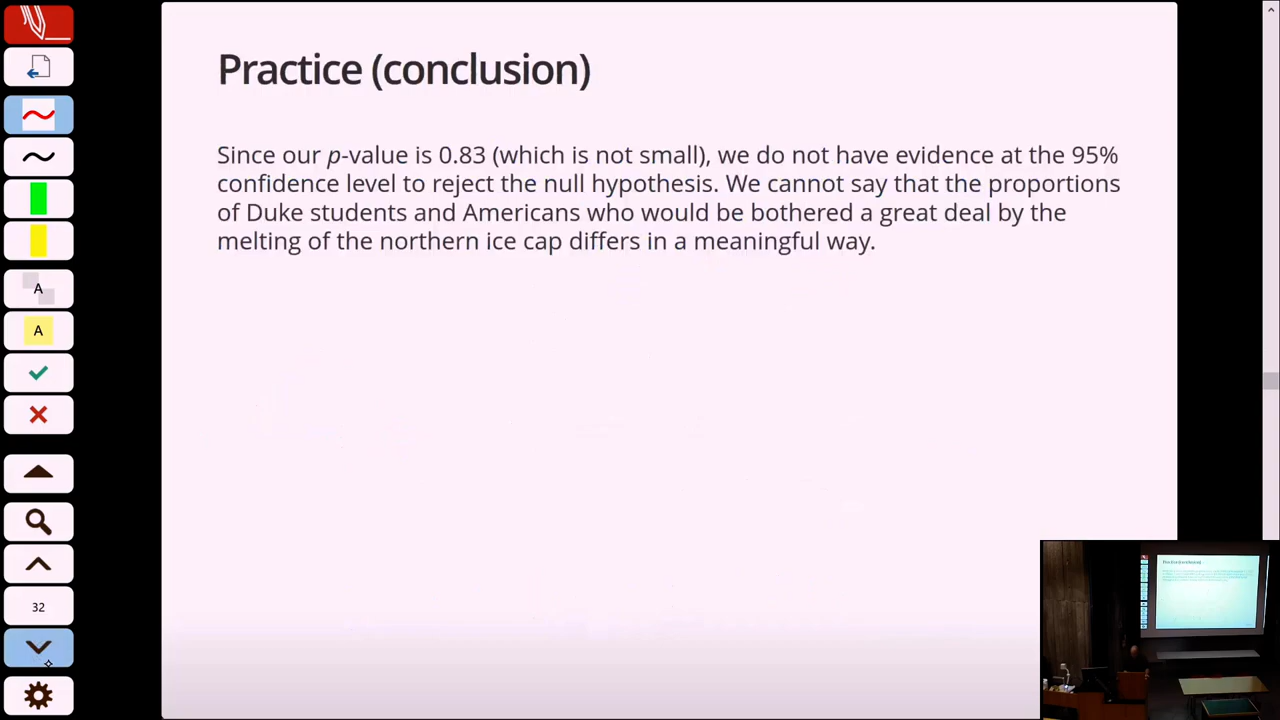 Practice (conclusion)
Since our p-value is 0.83 (which is not small), we do not have evidence at the 95%
confidence level to reject the null hypothesis. We cannot say that the proportions
of Duke students and Americans who would be bothered a great deal by the
melting of the northern ice cap differs in a meaningful way.
A
A
32
Practice (conclusion)